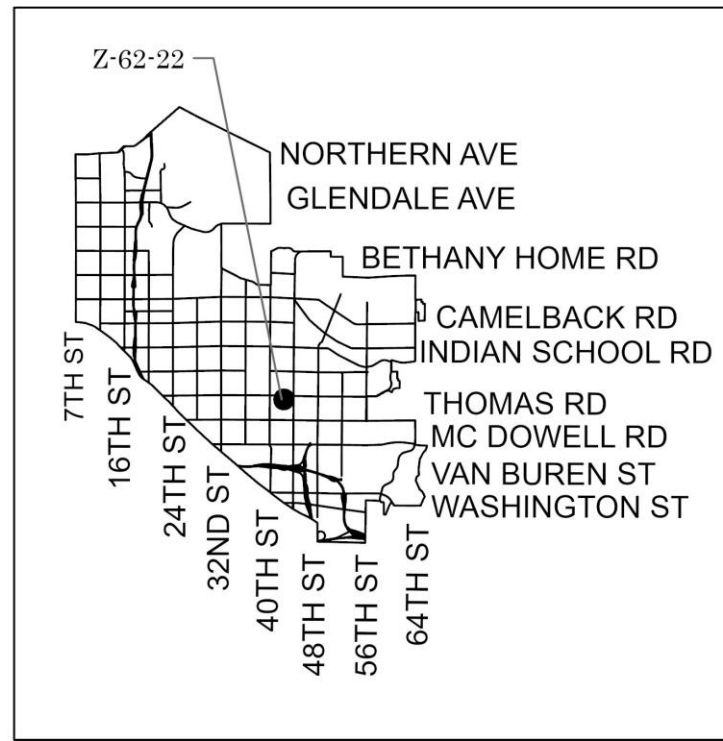 Z-62-22
NORTHERN AVE
GLENDALE AVE
BETHANY HOME RD
CAMELBACK RD
INDIAN SCHOOL RD
THOMAS RD
MC DOWELL RD
VAN BUREN ST
WASHINGTON ST
7TH ST
16TH ST
24TH ST
32ND ST
40TH ST
48TH ST
56TH ST
64TH ST